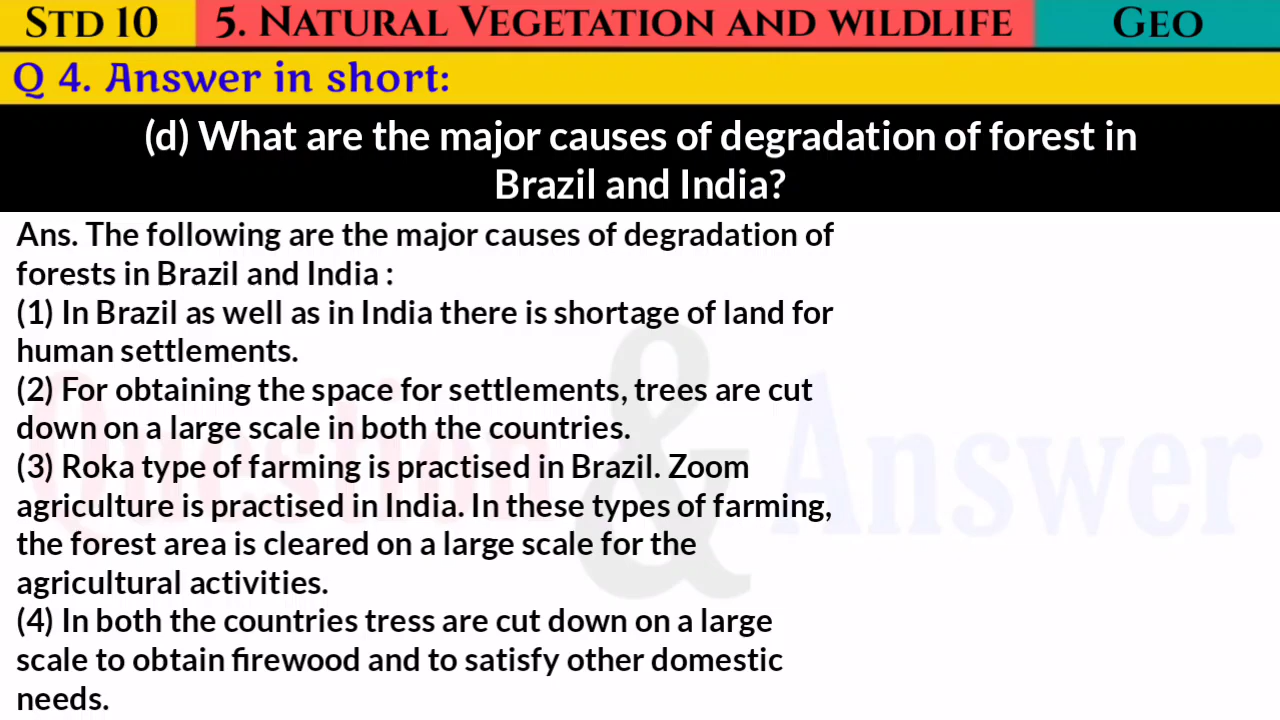 STD 10 5. NATURAL VEGETATION AND WILDLIFE GEO
Q 4. Answer in short:
(d) What are the major causes of degradation of forest in
Brazil and India?
Ans. The following are the major causes of degradation of
forests in Brazil and India :
(1) In Brazil as well as in India there is shortage of land for
human settlements.
(2) For obtaining the space for settlements, trees are cut
down on a large scale in both the countries.
(3) Roka type of farming is practised in Brazil. Zoom
agriculture is practised in India. In these types of farming,
the forest area is cleared on a large scale for the
agricultural activities.
(4) In both the countries tress are cut down on a large
scale to obtain firewood and to satisfy other domestic
needs.
Question & Answer